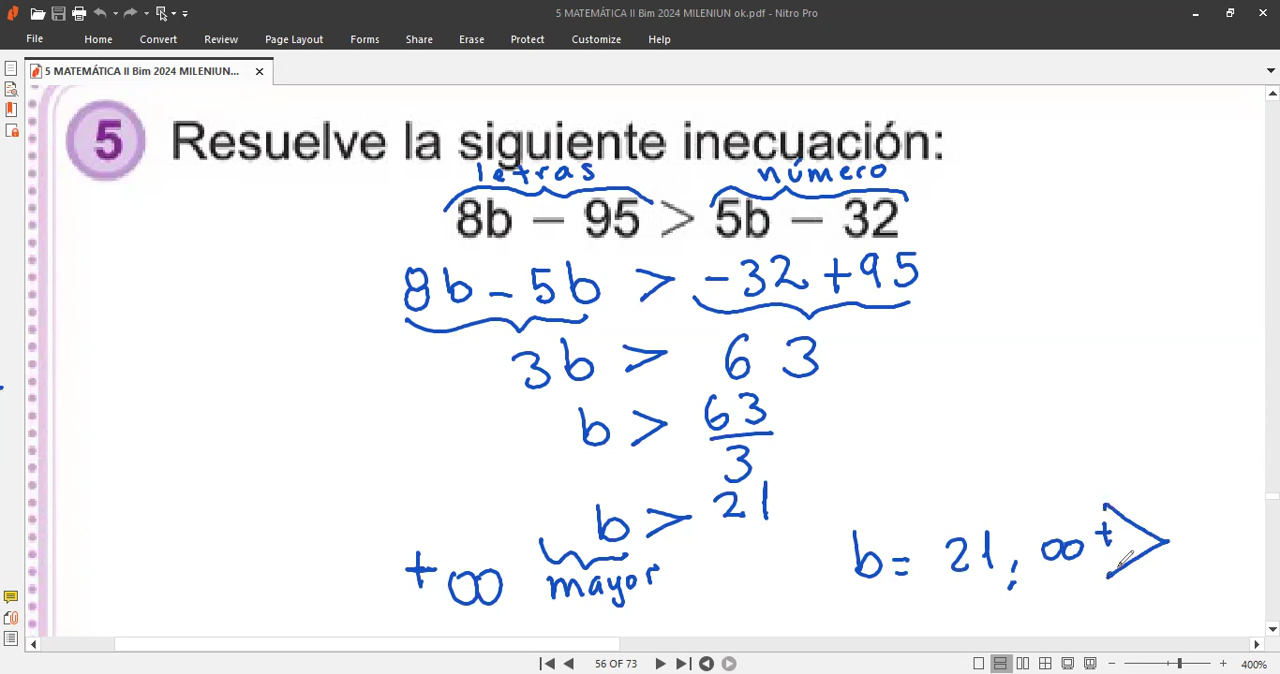 5 MATEMÁTICA II Bim 2024 MILENIUN ok.pdf - Nitro Pro
File Home Convert Review Page Layout Forms Share Erase Protect Customize Help
5 MATEMÁTICA II Bim 2024 MILENIUN...
5 Resuelve la siguiente inecuación:
letras número
8b − 95 > 5b − 32
8b - 5b > -32 + 95
3b > 63
b > 63/3
b > 21
+∞ mayor
b = 21; ∞+ >
56 OF 73
400%